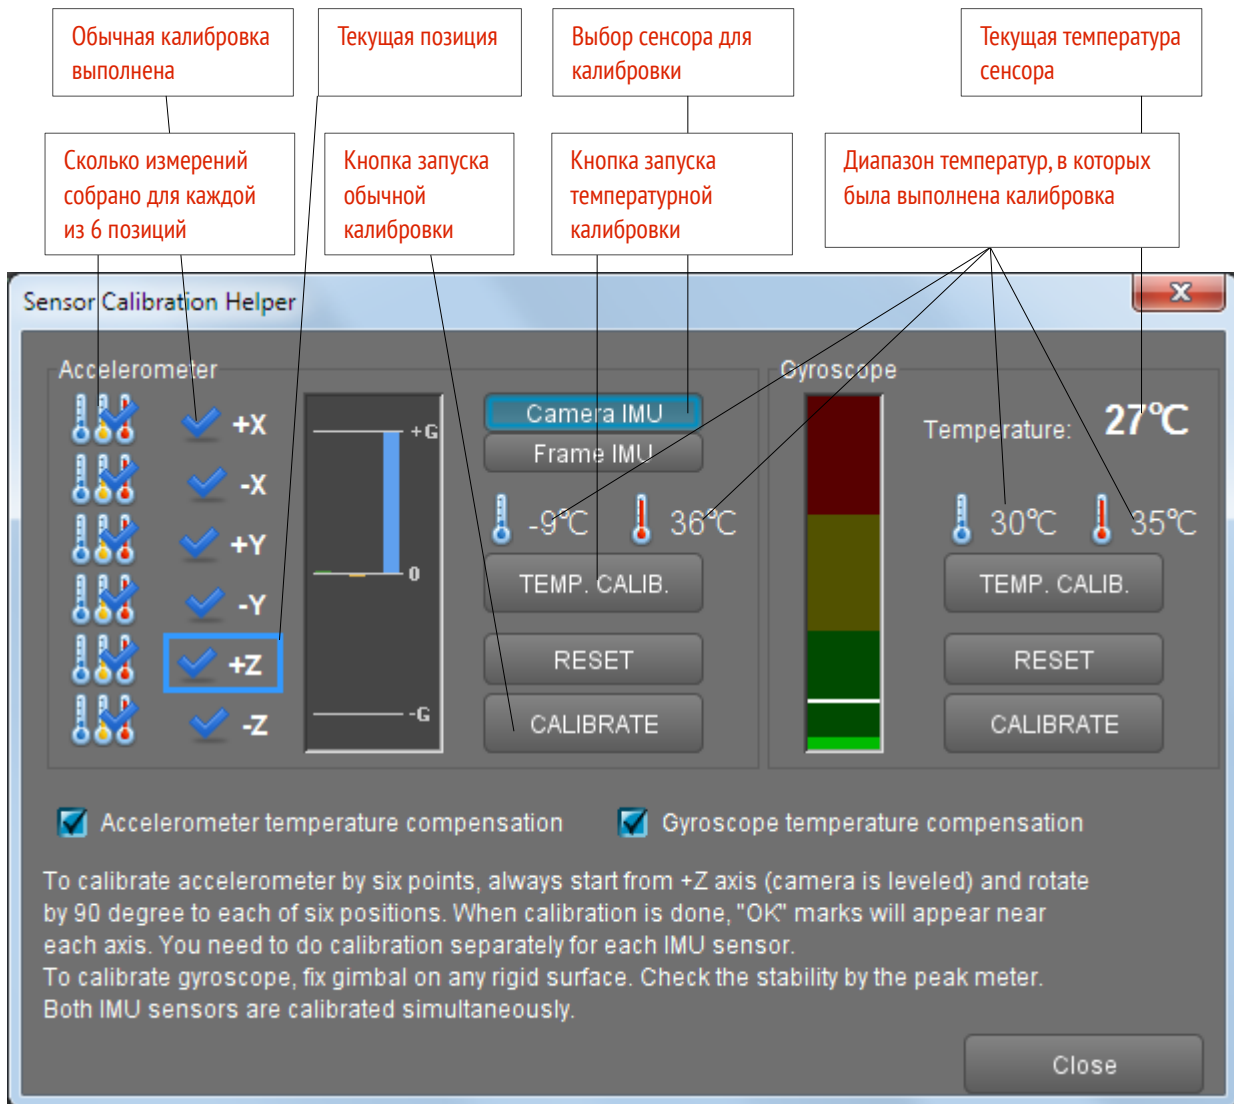 Обычная калибровка
выполнена
Текущая позиция
Выбор сенсора для
калибровки
Текущая температура
сенсора
Сколько измерений
собрано для каждой
из 6 позиций
Кнопка запуска
обычной
калибровки
Кнопка запуска
температурной
калибровки
Диапазон температур, в которых
была выполнена калибровка
Sensor Calibration Helper
x
Accelerometer
+X
-X
+Y
-Y
+Z
-Z
+G
0
-G
Camera IMU
Frame IMU
-9°C
36°C
TEMP. CALIB.
RESET
CALIBRATE
Gyroscope
Temperature:
27°C
30°C
35°C
TEMP. CALIB.
RESET
CALIBRATE
Accelerometer temperature compensation
Gyroscope temperature compensation
To calibrate accelerometer by six points, always start from +Z axis (camera is leveled) and rotate
by 90 degree to each of six positions. When calibration is done, "OK" marks will appear near
each axis. You need to do calibration separately for each IMU sensor.
To calibrate gyroscope, fix gimbal on any rigid surface. Check the stability by the peak meter.
Both IMU sensors are calibrated simultaneously.
Close